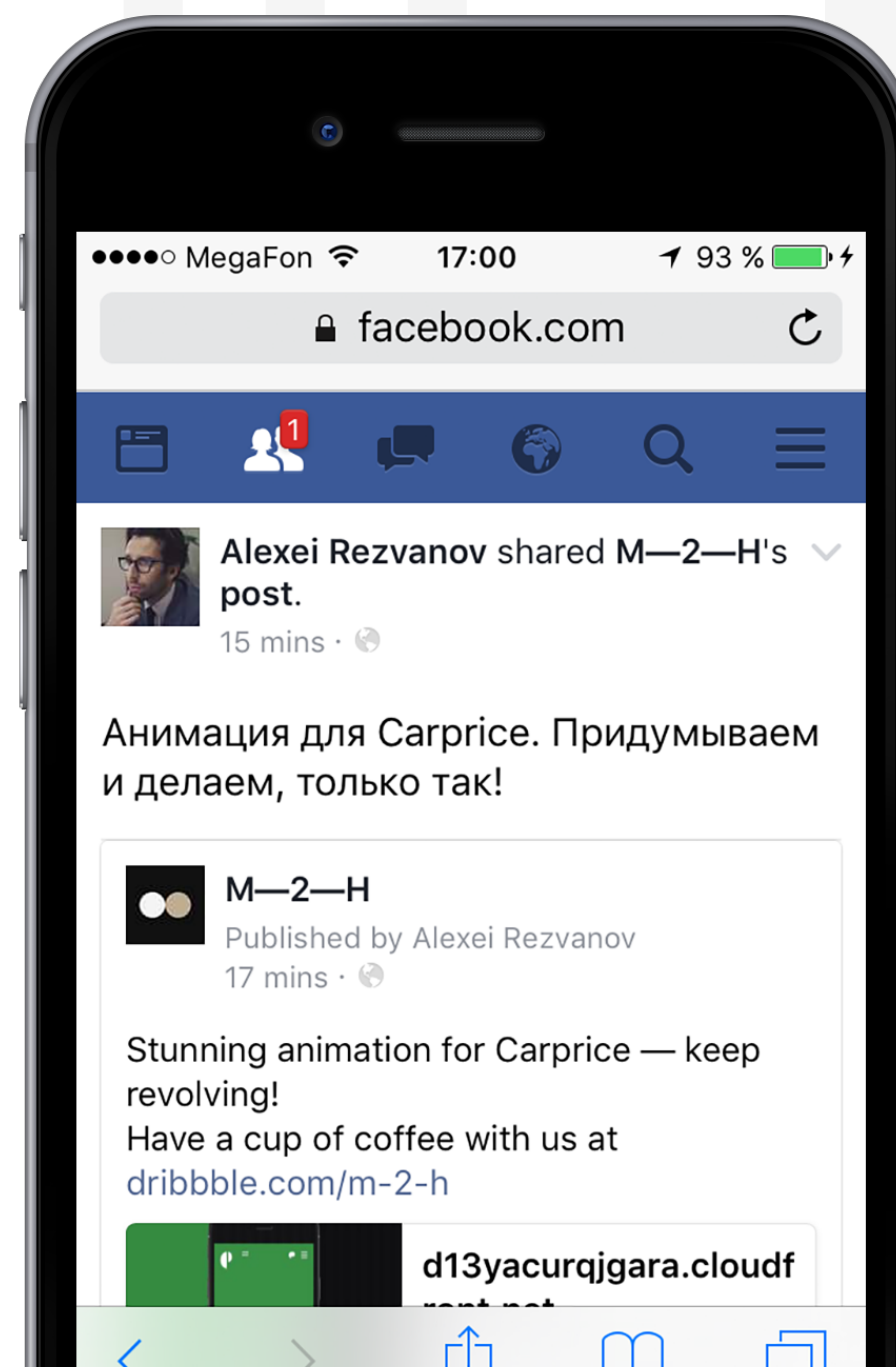 ●●●●○ MegaFon 17:00 93 %
facebook.com
1
Alexei Rezvanov shared M—2—H's
post.
15 mins ·
Анимация для Carprice. Придумываем
и делаем, только так!
M—2—H
Published by Alexei Rezvanov
17 mins ·
Stunning animation for Carprice — keep
revolving!
Have a cup of coffee with us at
dribbble.com/m-2-h
d13yacurqjgara.cloudf
ront.net